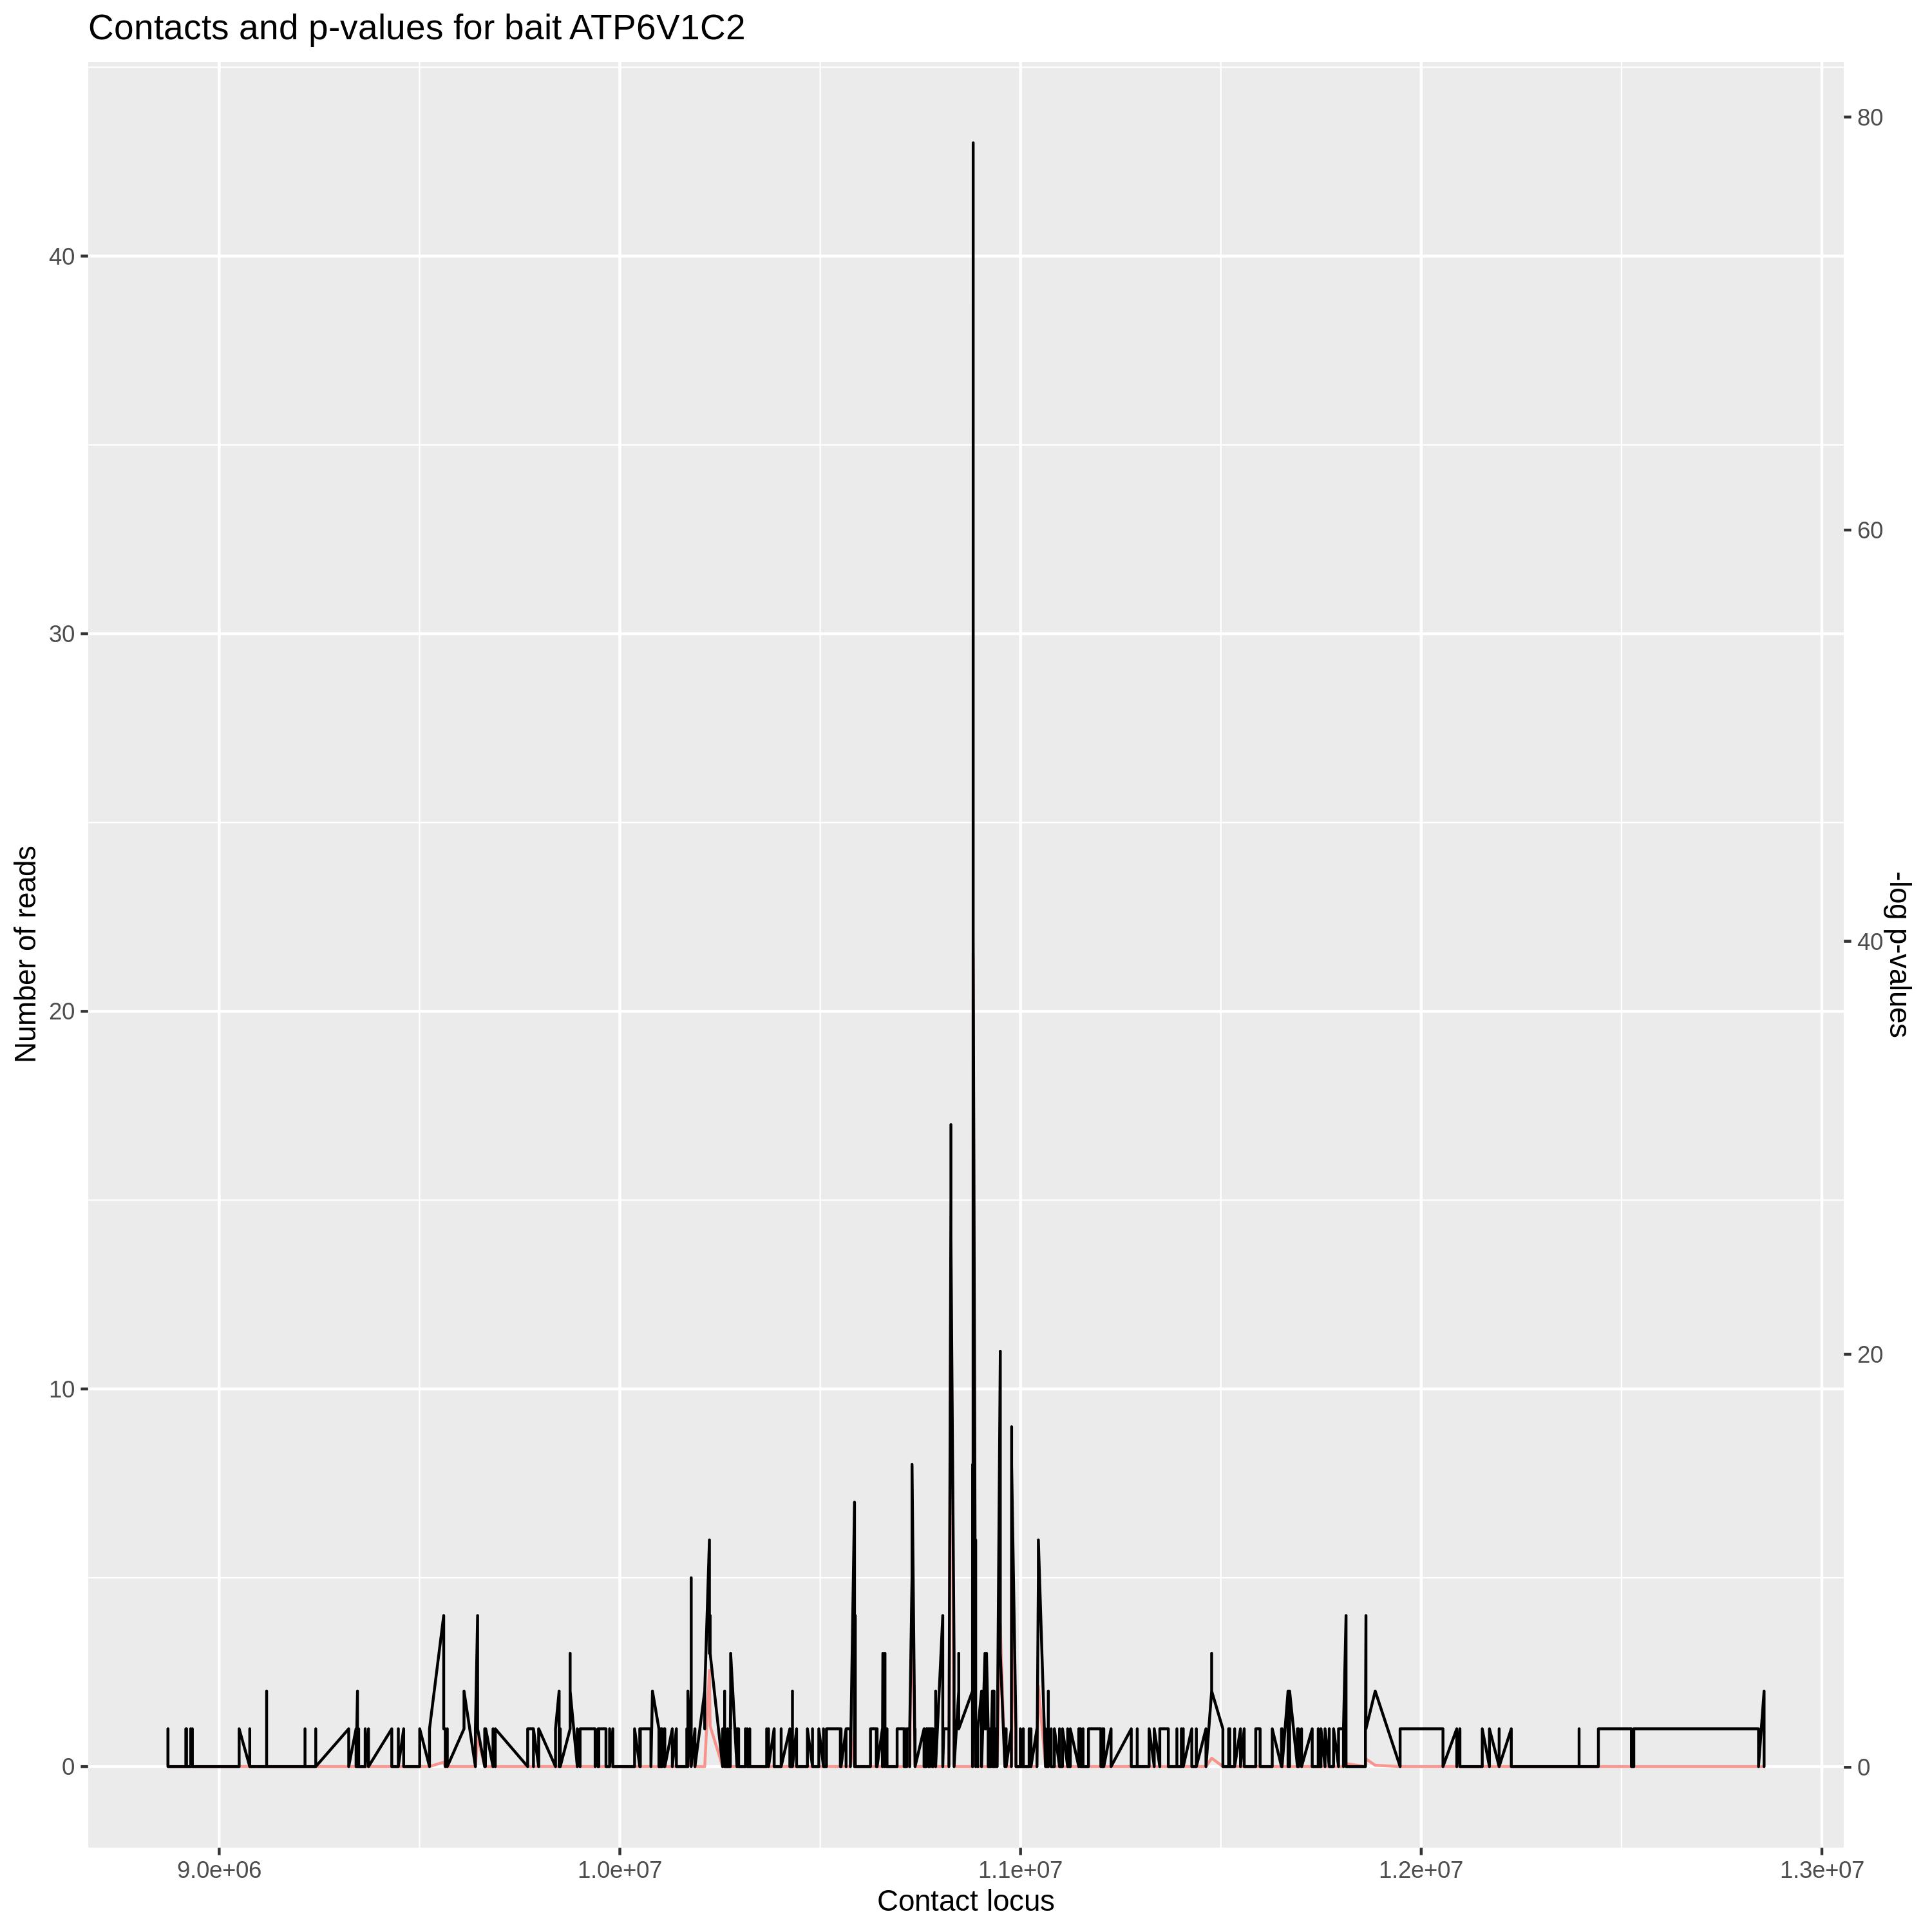 Contacts and p-values for bait ATP6V1C2
Number of reads
40
30
20
10
0
80
60
40
20
0
-log p-values
9.0e+06 1.0e+07 1.1e+07 1.2e+07 1.3e+07
Contact locus